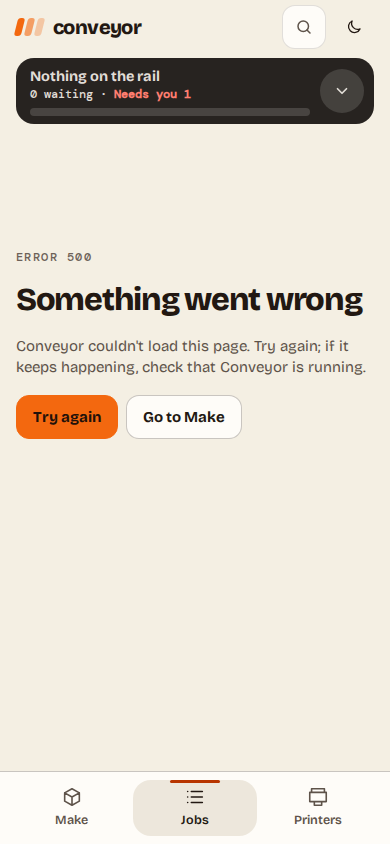 conveyor
Nothing on the rail
0 waiting · Needs you 1
ERROR 500
Something went wrong
Conveyor couldn't load this page. Try again; if it
keeps happening, check that Conveyor is running.
Try again
Go to Make
Make
Jobs
Printers